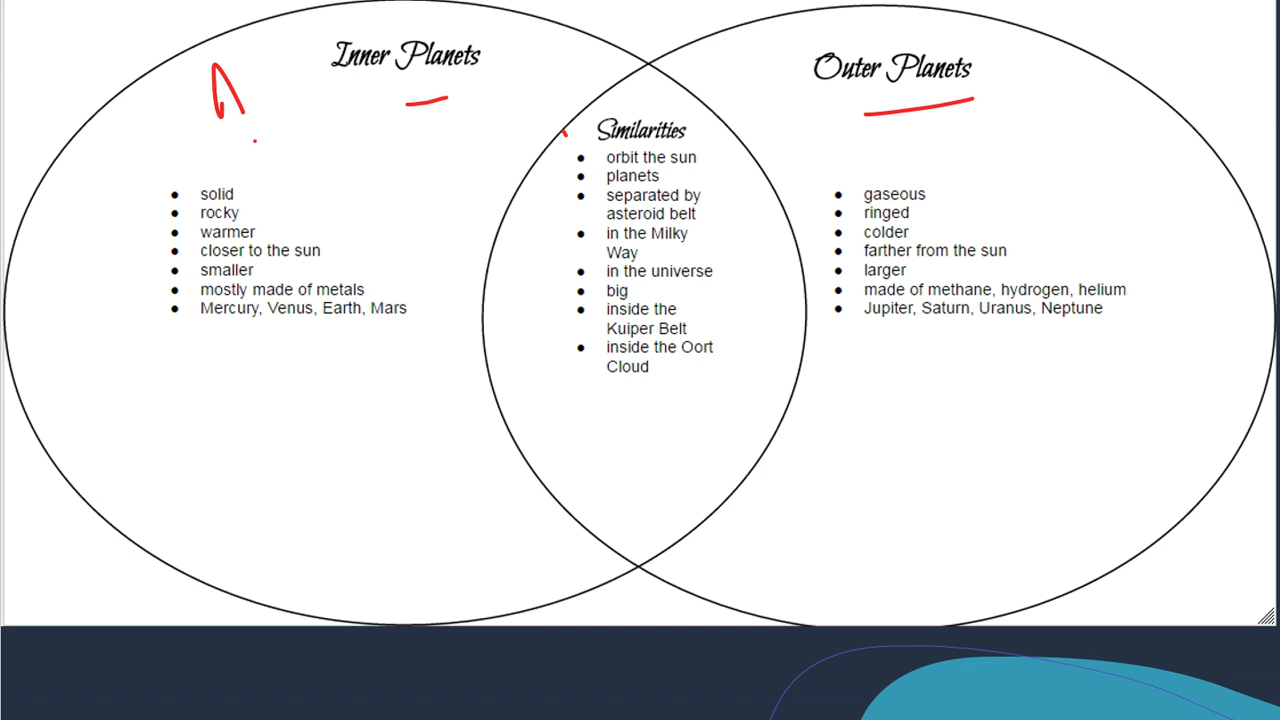 Inner Planets
Outer Planets
Similarities
● solid
● rocky
● warmer
● closer to the sun
● smaller
● mostly made of metals
● Mercury, Venus, Earth, Mars
● orbit the sun
● planets
● separated by
asteroid belt
● in the Milky
Way
● in the universe
● big
● inside the
Kuiper Belt
● inside the Oort
Cloud
● gaseous
● ringed
● colder
● farther from the sun
● larger
● made of methane, hydrogen, helium
● Jupiter, Saturn, Uranus, Neptune